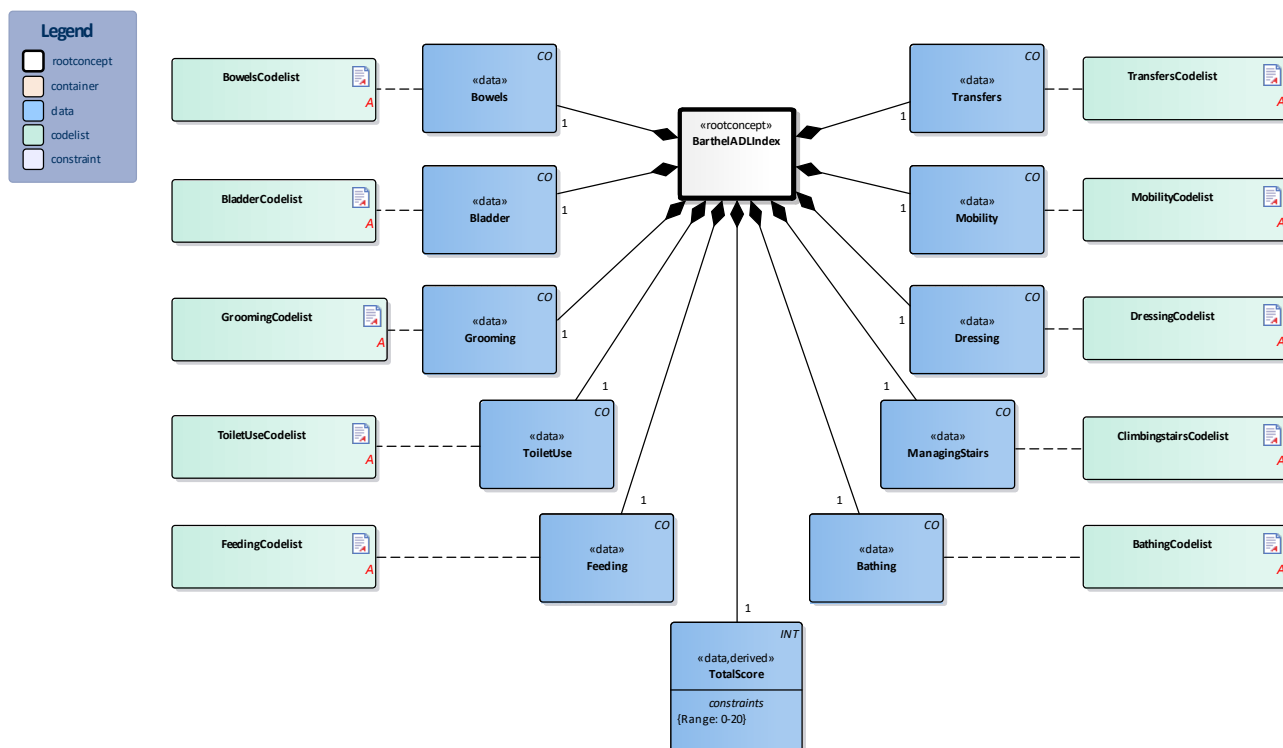 Legend
rootconcept
container
data
codelist
constraint
BowelsCodelist
A
CO
«data»
Bowels
1
BladderCodelist
A
CO
«data»
Bladder
1
GroomingCodelist
A
CO
«data»
Grooming
1
ToiletUseCodelist
A
CO
«data»
ToiletUse
1
FeedingCodelist
A
CO
«data»
Feeding
1
«rootconcept»
BarthelADLIndex
CO
«data»
Transfers
1
TransfersCodelist
A
CO
«data»
Mobility
1
MobilityCodelist
A
CO
«data»
Dressing
1
DressingCodelist
A
CO
«data»
ManagingStairs
1
ClimbingstairsCodelist
A
CO
«data»
Bathing
1
BathingCodelist
A
1
INT
«data,derived»
TotalScore
constraints
{Range: 0-20}